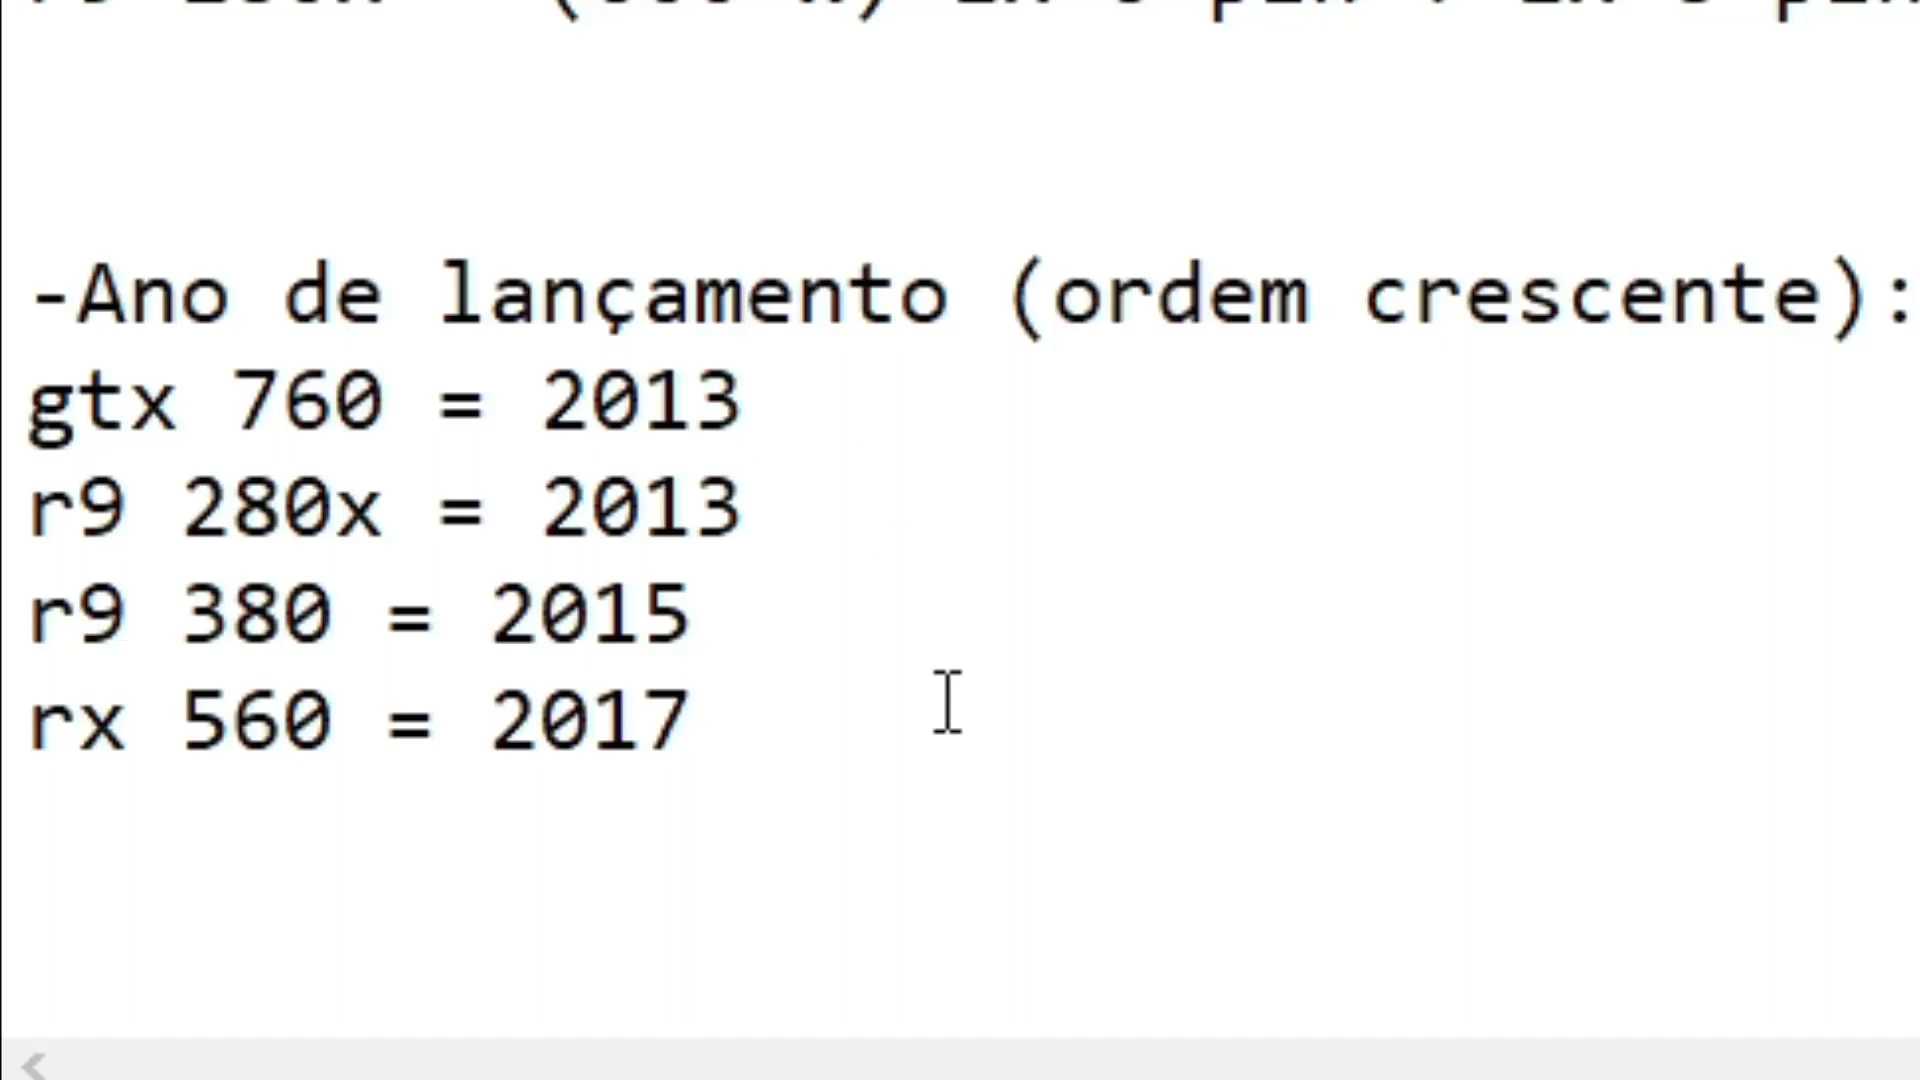 -Ano de lançamento (ordem crescente):
gtx 760 = 2013
r9 280x = 2013
r9 380 = 2015
rx 560 = 2017